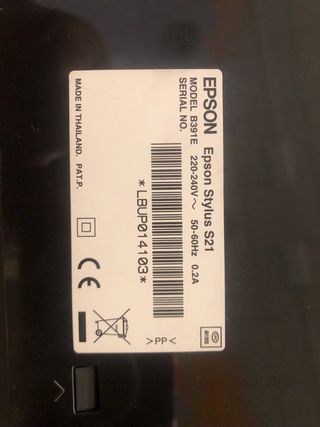 EPSON Epson Stylus S21
MODEL B391E 220-240V~ 50-60Hz 0.2A
SERIAL NO.
*LBUP014103*
MADE IN THAILAND. PAT.P.
CE
>PP<